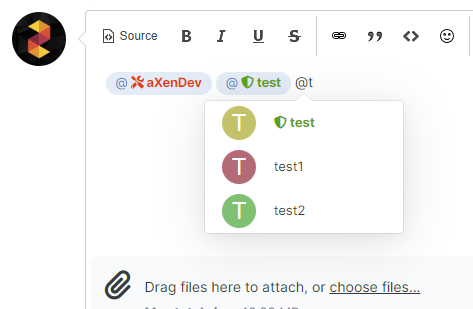 Source B I U S
@ aXenDev @ test @t
T test
T test1
T test2
Drag files here to attach, or choose files...